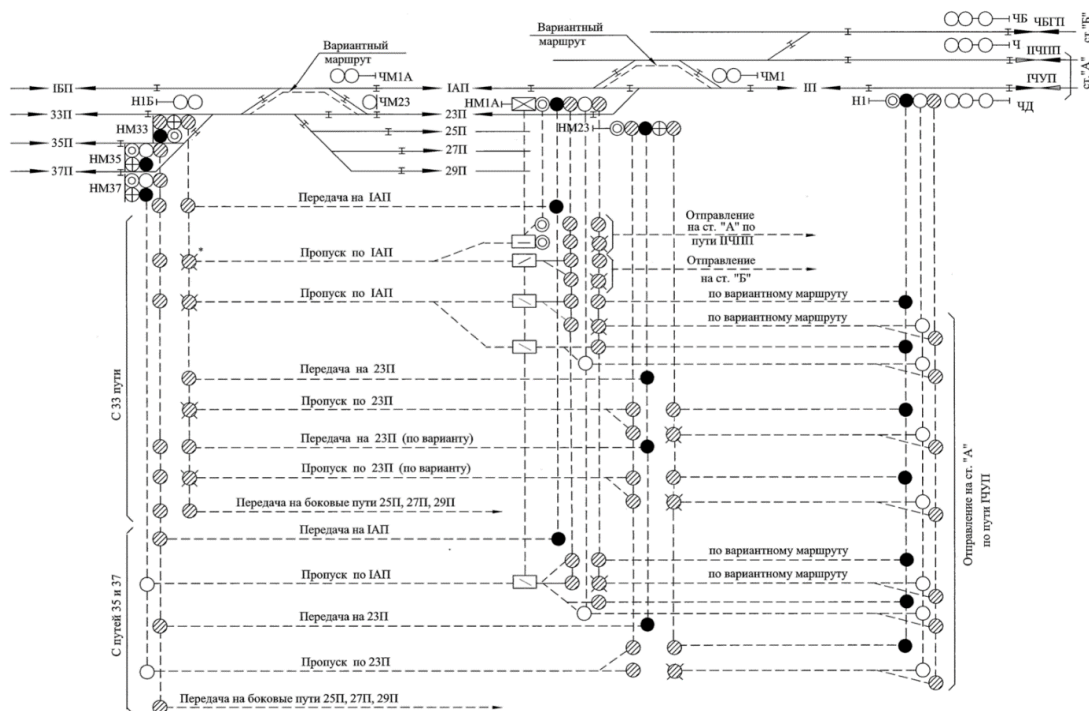 ЧБ
ЧБГП
ст. "Б"
Ч
IIЧПП
ст. "А"
IЧУП
Вариантный
маршрут
Вариантный
маршрут
ЧМ1А
ЧМ1
IБП
IАП
IП
Н1Б
ЧМ23
НМ1А
Н1
ЧД
33П
23П
НМ33
НМ23
25П
35П
НМ35
27П
37П
29П
НМ37
Передача на IАП
Отправление
на ст. "А" по
пути IIЧПП
*
Пропуск по IАП
Отправление
на ст. "Б"
Пропуск по IАП
по вариантному маршруту
по вариантному маршруту
Передача на 23П
С 33 пути
Пропуск по 23П
Передача на 23П (по варианту)
Пропуск по 23П (по варианту)
Отправление на ст. "А"
по пути IЧУП
Передача на боковые пути 25П, 27П, 29П
Передача на IАП
по вариантному маршруту
Пропуск по IАП
по вариантному маршруту
С путей 35 и 37
Передача на 23П
Пропуск по 23П
Передача на боковые пути 25П, 27П, 29П